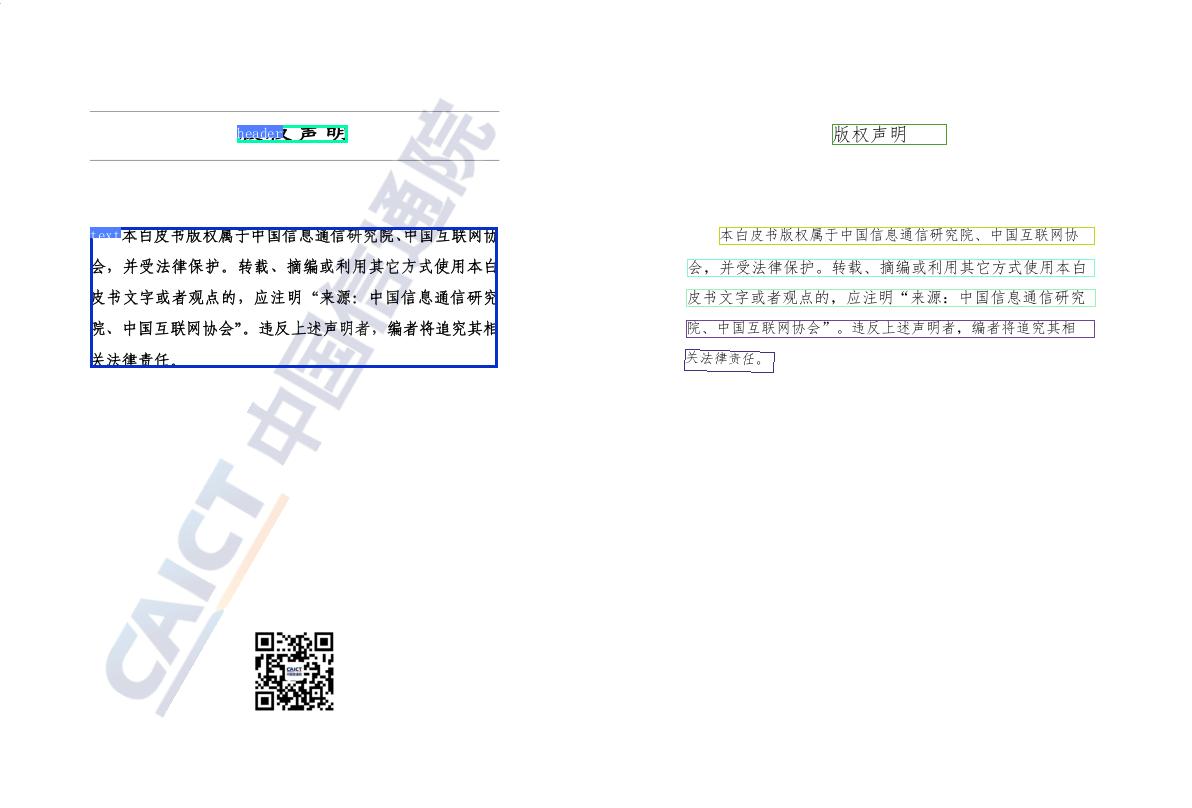 header 版权声明
text 本白皮书版权属于中国信息通信研究院、中国互联网协
会，并受法律保护。转载、摘编或利用其它方式使用本白
皮书文字或者观点的，应注明“来源：中国信息通信研究
院、中国互联网协会”。违反上述声明者，编者将追究其相
关法律责任。
CAICT 中国信通院
CAICT
版权声明
本白皮书版权属于中国信息通信研究院、中国互联网协
会，并受法律保护。转载、摘编或利用其它方式使用本白
皮书文字或者观点的，应注明“来源：中国信息通信研究
院、中国互联网协会”。违反上述声明者，编者将追究其相
关法律责任。